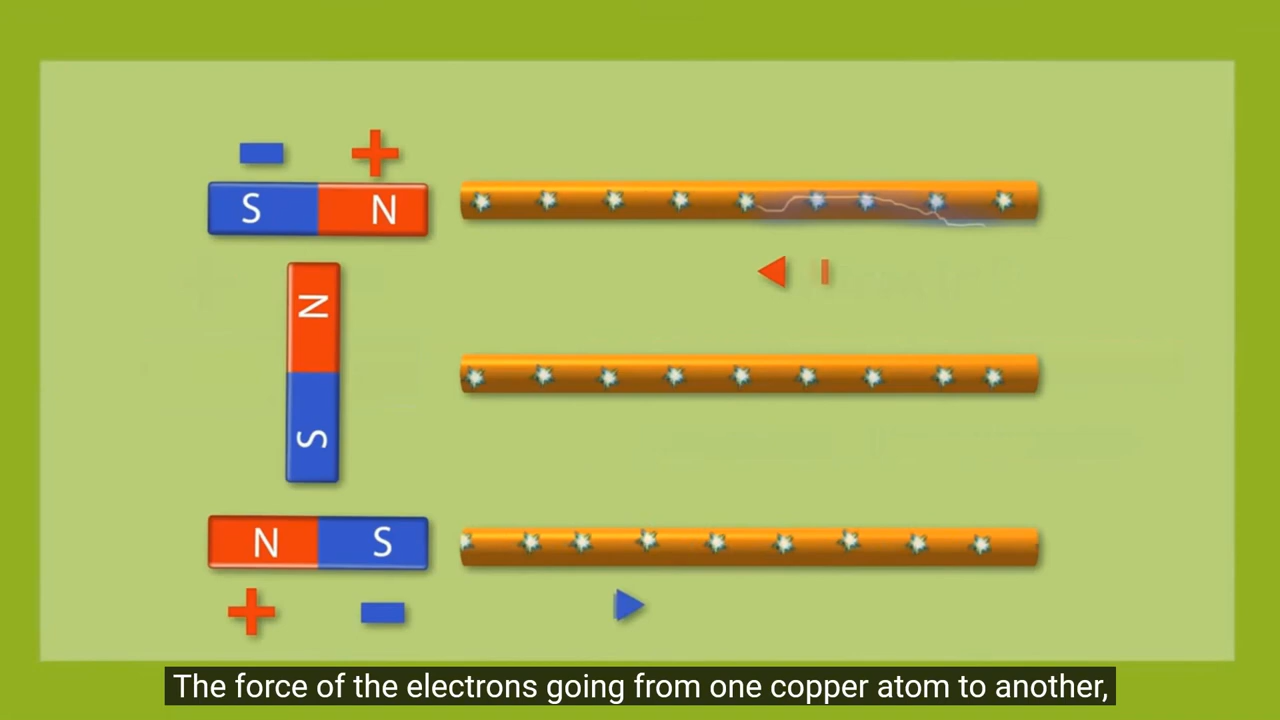 S N
N
S
N S
The force of the electrons going from one copper atom to another,